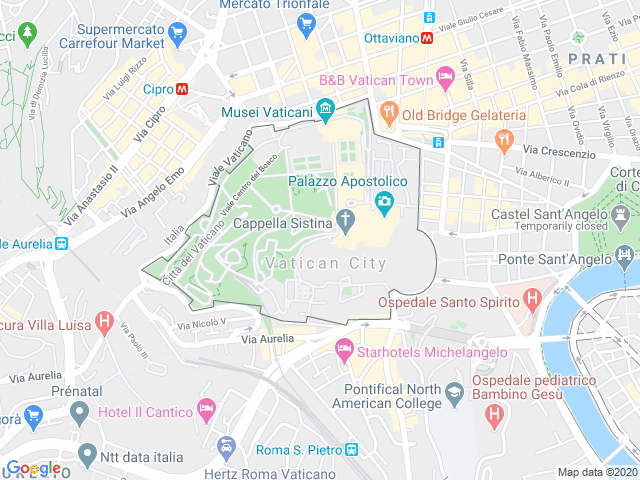 Mercato Trionfale
Via Giulio Cesare
Supermercato
Carrefour Market
Ottaviano
Via Fabio Massimo
Via Paolo Emilio
Via Ezio
PRATI
Via Silla
Via Cola di Rienzo
cci
Via di Domizia Lucilla
Via Luigi Rizzo
B&B Vatican Town
Cipro
Musei Vaticani
Old Bridge Gelateria
Via Ovidio
Via Virgilio
Via Orazio
Via Cipro
Viale Vaticano
Via Crescenzio
Via Anastasio II
Via Angelo Emo
Viale Centro del Bosco
Palazzo Apostolico
Via Alberico II
Corte
di C
Cappella Sistina
Castel Sant'Angelo
Temporarily closed
Italia
Città del Vaticano
le Aurelia
Vatican City
Ponte Sant'Angelo
Ospedale Santo Spirito
cura Villa Luisa
Via Nicolò V
Via Paolo III
Via Aurelia
Starhotels Michelangelo
Via Aurelia
Prénatal
Pontifical North
American College
Ospedale pediatrico
Bambino Gesù
Hotel Il Cantico
orà
Ntt data italia
Roma S. Pietro
Hertz Roma Vaticano
Google
URELIO
Map data ©2020